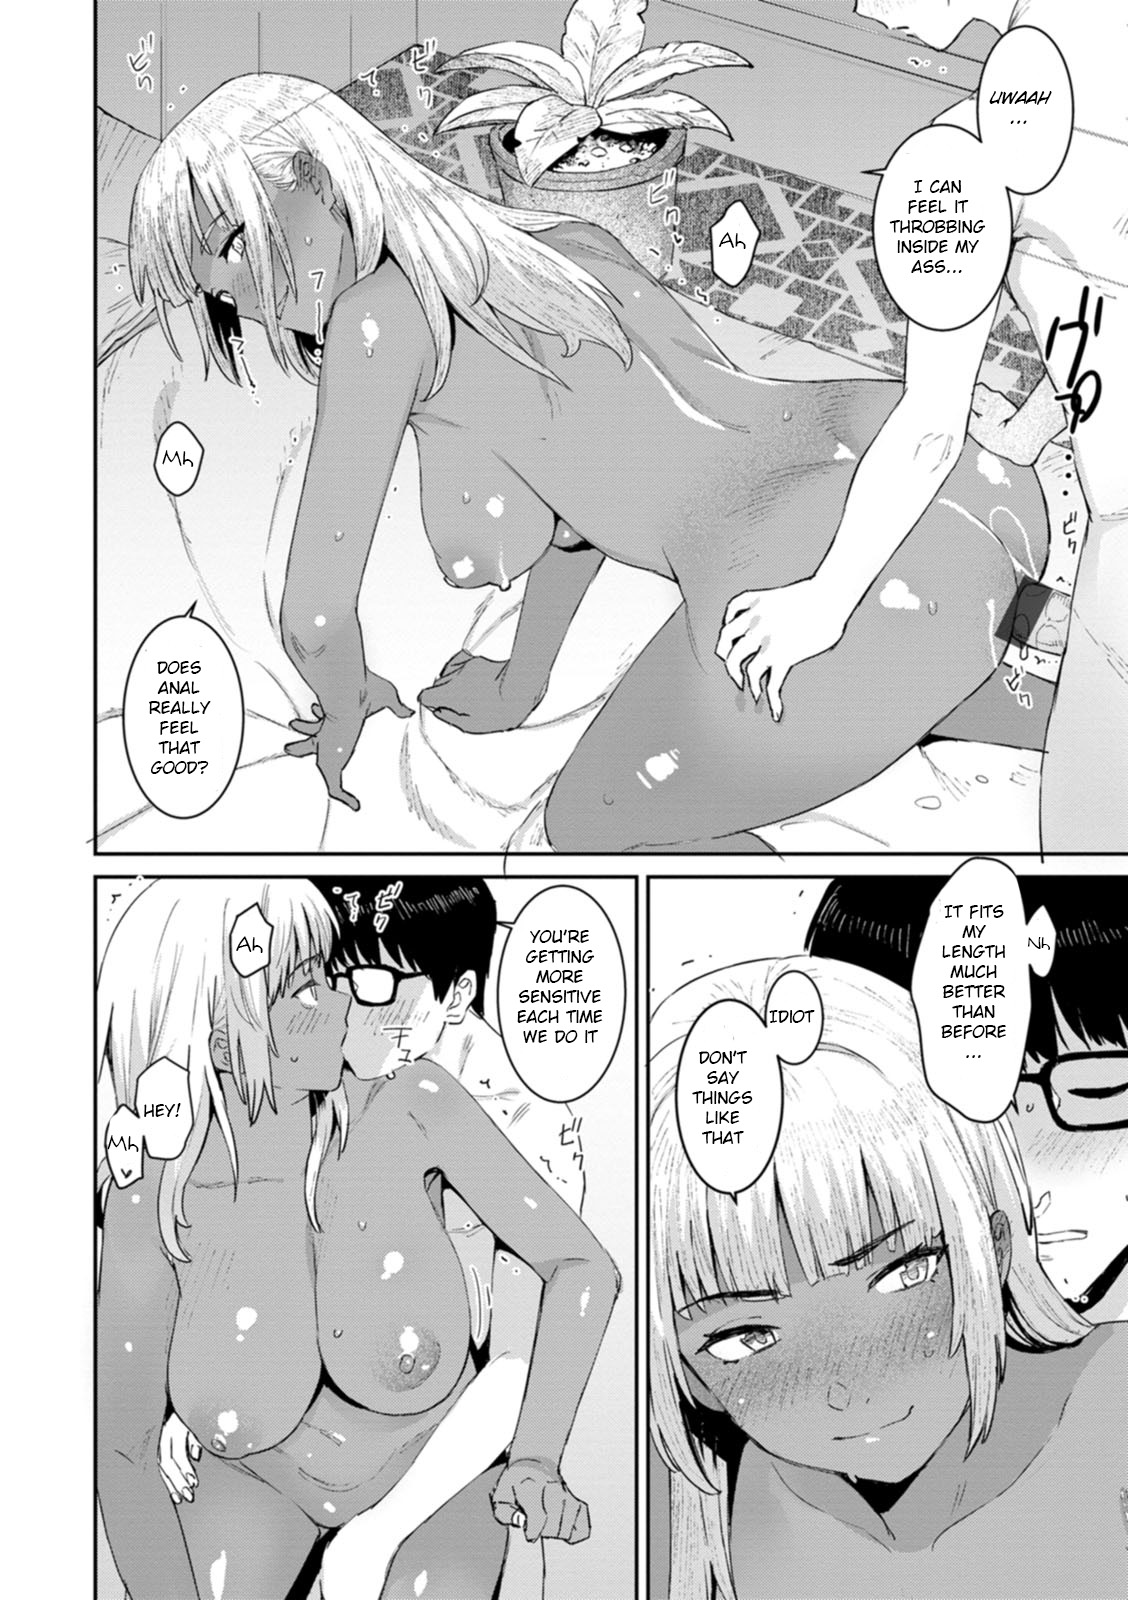 UWAAH
...
I CAN
FEEL IT
THROBBING
INSIDE MY
ASS...
Ah
Mh
DOES
ANAL
REALLY
FEEL
THAT
GOOD?
IT FITS
MY
LENGTH
MUCH
BETTER
THAN
BEFORE
...
Nh
IDIOT
DON'T
SAY
THINGS
LIKE
THAT
YOU'RE
GETTING
MORE
SENSITIVE
EACH TIME
WE DO IT
Ah
HEY!
Mh